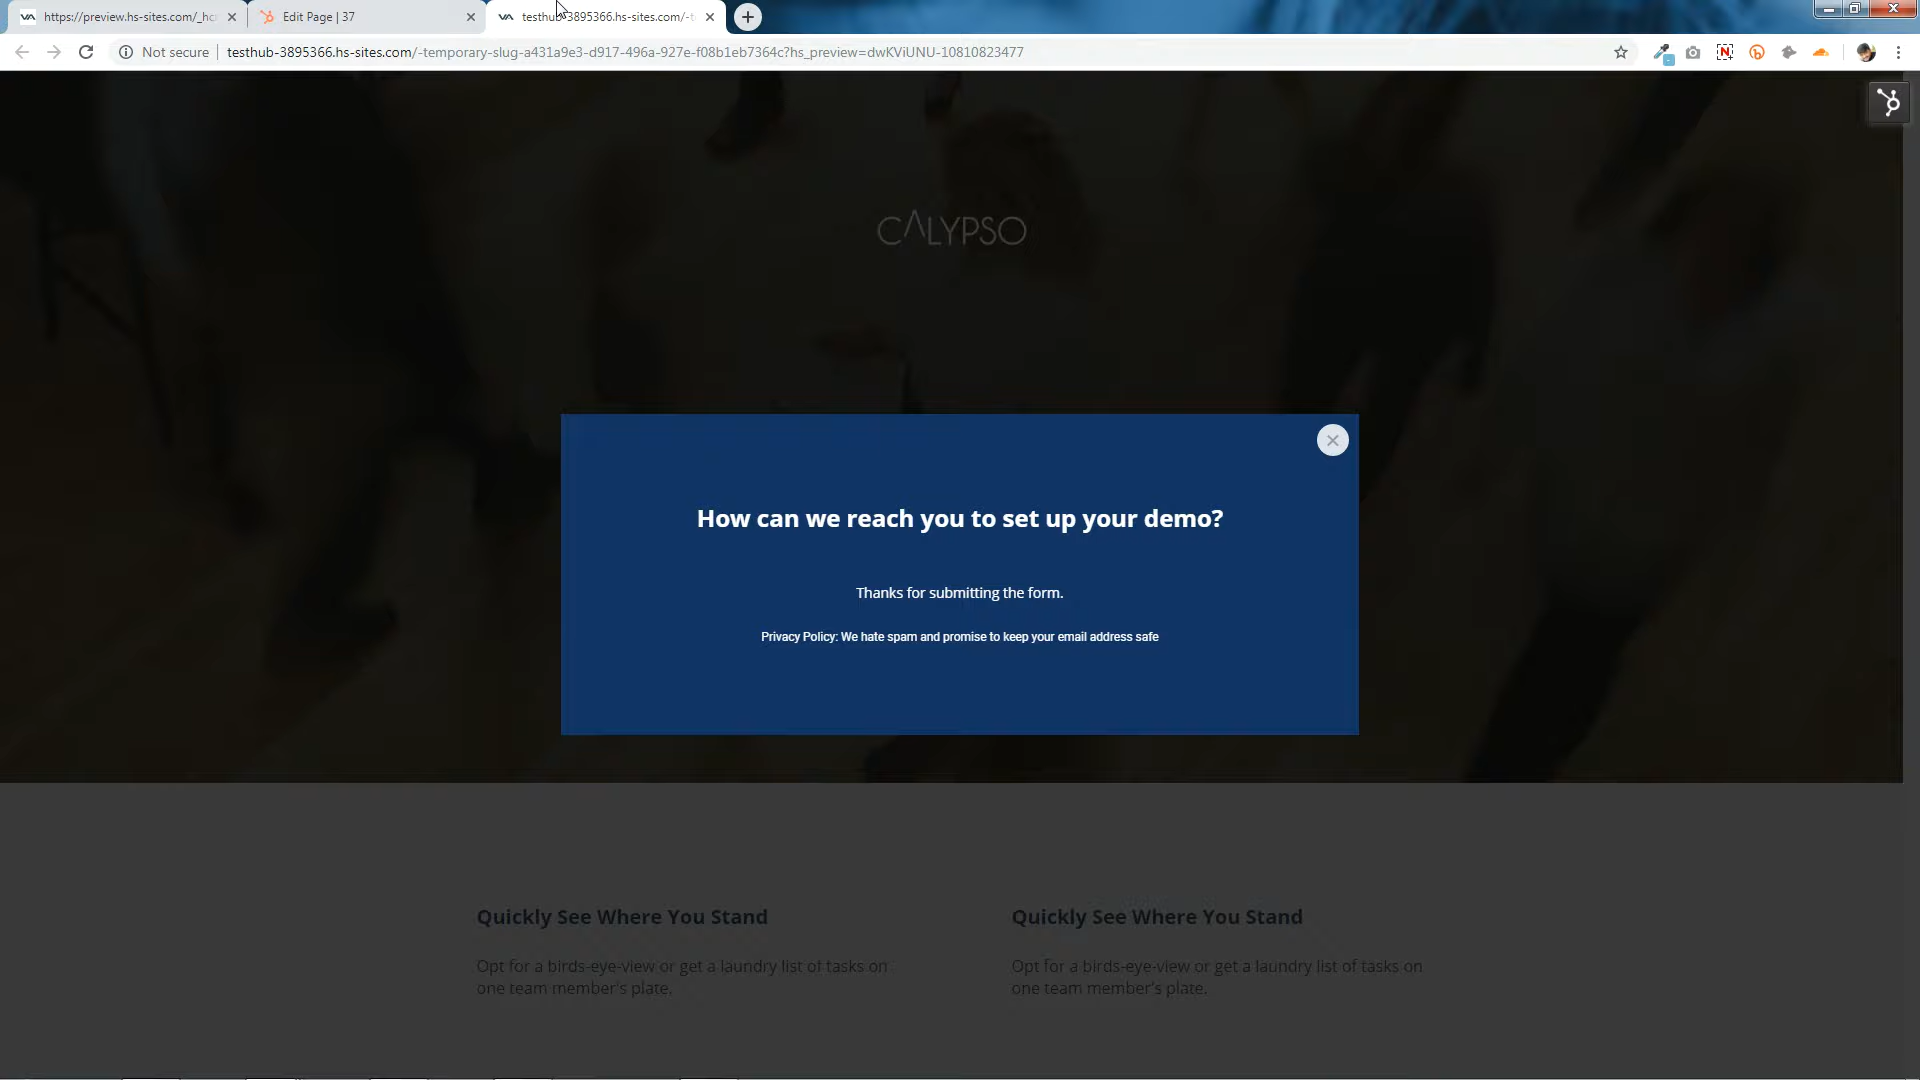 https://preview.hs-sites.com/_hc
Edit Page | 37
testhub-3895366.hs-sites.com/-t
Not secure
testhub-3895366.hs-sites.com/-temporary-slug-a431a9e3-d917-496a-927e-f08b1eb7364c?hs_preview=dwKViUNU-10810823477
CALYPSO
How can we reach you to set up your demo?
Thanks for submitting the form.
Privacy Policy: We hate spam and promise to keep your email address safe
Quickly See Where You Stand
Opt for a birds-eye-view or get a laundry list of tasks on
one team member's plate.
Quickly See Where You Stand
Opt for a birds-eye-view or get a laundry list of tasks on
one team member's plate.